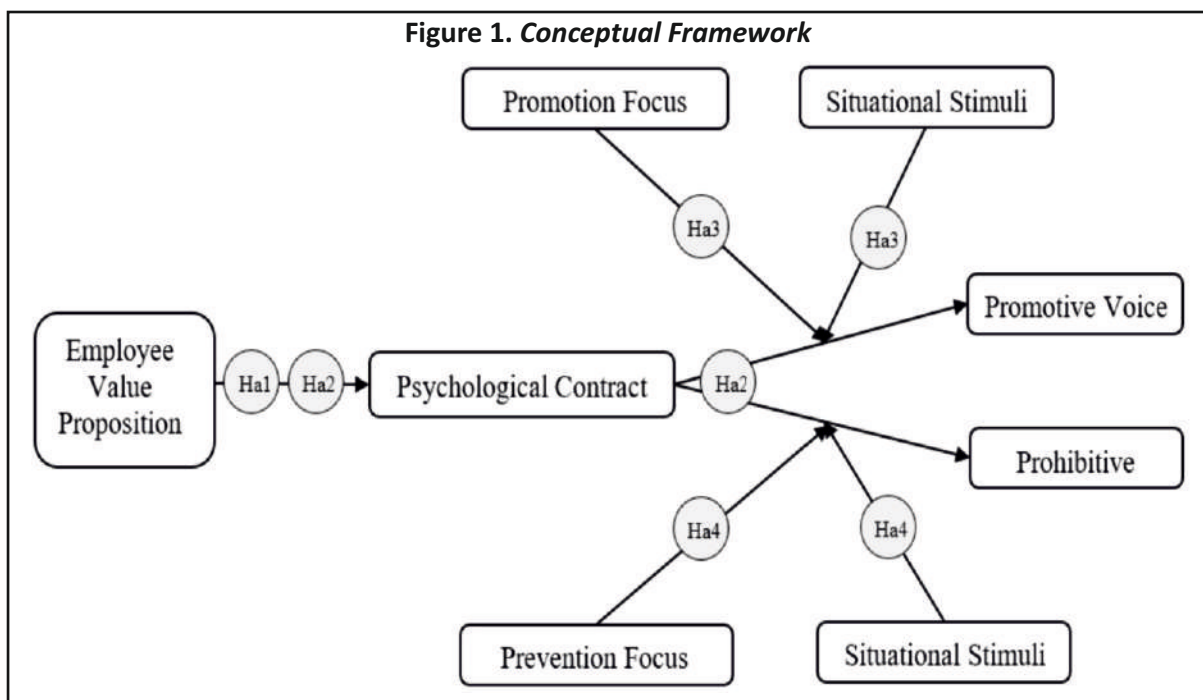 Figure 1. Conceptual Framework
Promotion Focus
Situational Stimuli
Ha3
Ha3
Promotive Voice
Employee
Value
Proposition
Ha1
Ha2
Psychological Contract
Ha2
Prohibitive
Ha4
Ha4
Prevention Focus
Situational Stimuli